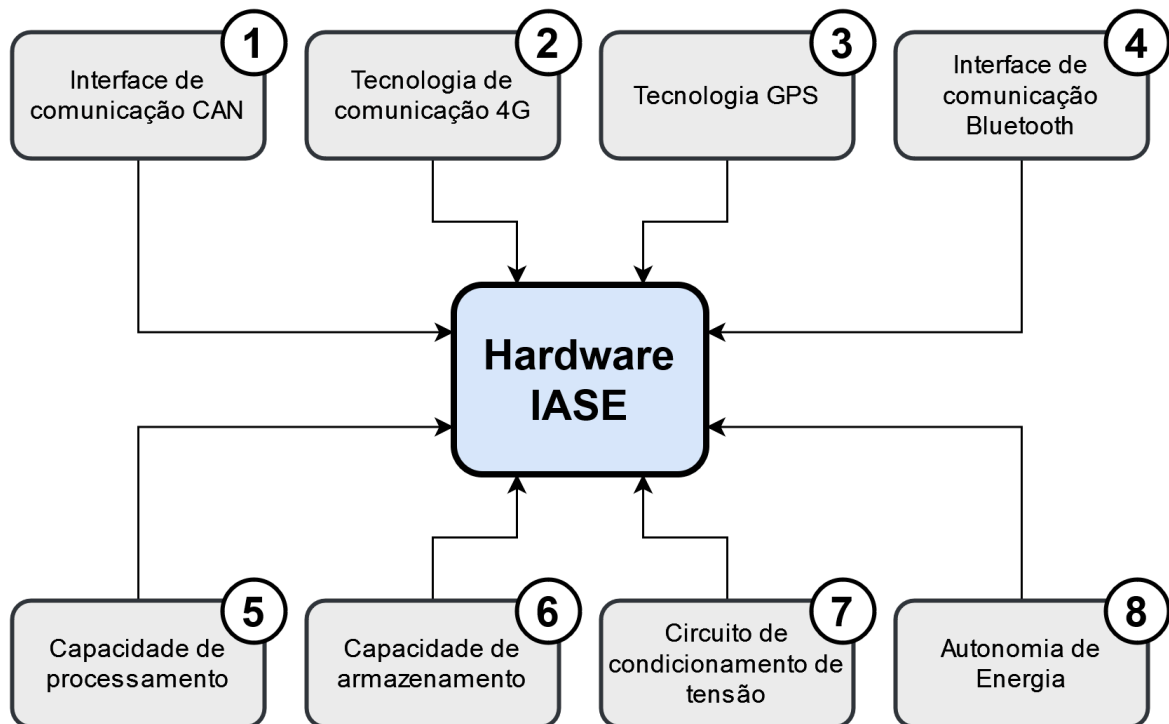 1
Interface de
comunicação CAN
2
Tecnologia de
comunicação 4G
3
Tecnologia GPS
4
Interface de
comunicação
Bluetooth
Hardware
IASE
5
Capacidade de
processamento
6
Capacidade de
armazenamento
7
Circuito de
condicionamento de
tensão
8
Autonomia de
Energia